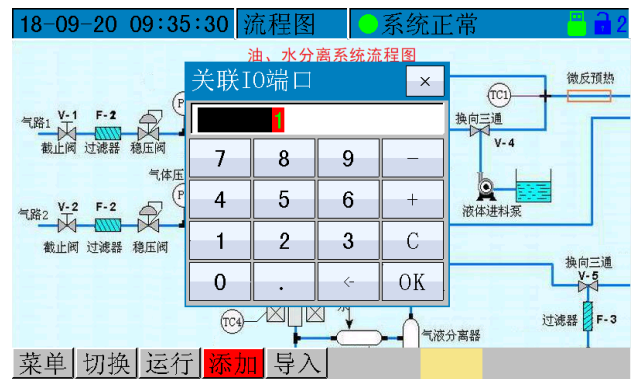 18-09-20 09:35:30 流程图 系统正常 2
油、水分离系统流程图
关联IO端口 ×
1
7 8 9 -
4 5 6 +
1 2 3 C
0 . <- OK
气路1 V-1 F-2
截止阀 过滤器 稳压阀
气体压
气路2 V-2 F-2
截止阀 过滤器 稳压阀
TC1 微反预热
换向三通
V-4
液体进料泵
换向三通
V-5
过滤器 F-3
TC4
气液分离器
菜单 切换 运行 添加 导入